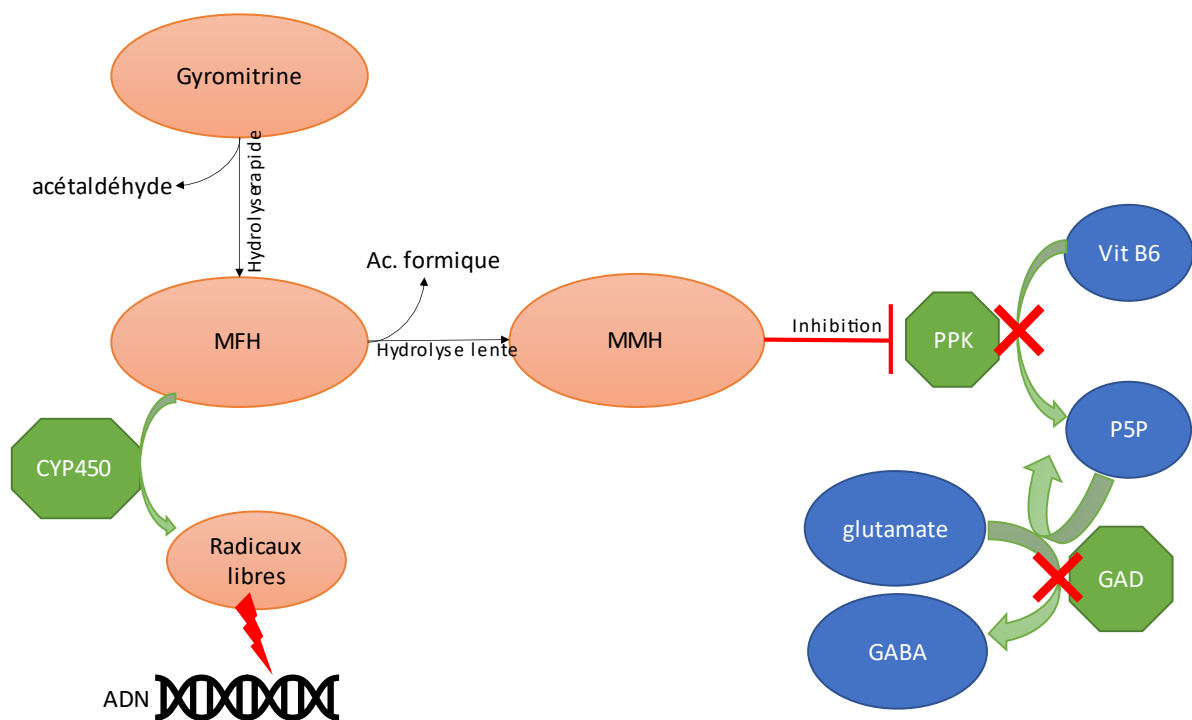 Gyromitrine
Hydrolyserapide
acétaldéhyde
Ac. formique
Vit B6
MFH
Hydrolyse lente
MMH
Inhibition
PPK
P5P
CYP450
glutamate
Radicaux
libres
GAD
GABA
ADN